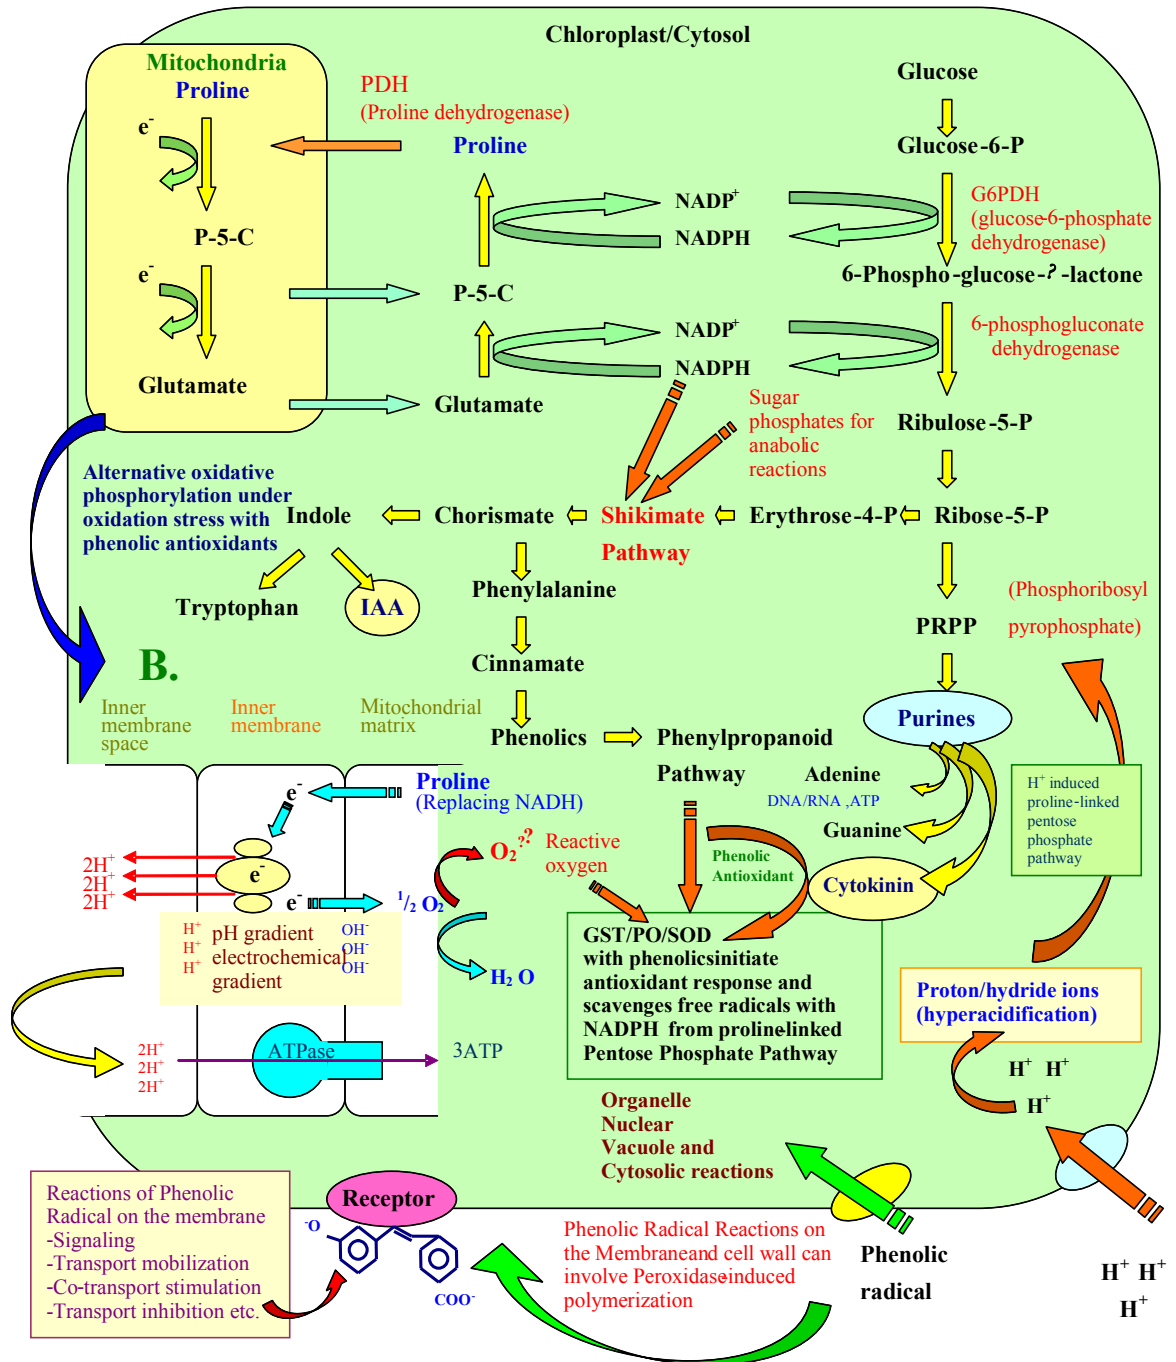 Chloroplast/Cytosol
Mitochondria
Proline
e-
P-5-C
e-
Glutamate
PDH
(Proline dehydrogenase)
Proline
P-5-C
Glutamate
NADP+
NADPH
NADP+
NADPH
Glucose
Glucose-6-P
G6PDH
(glucose-6-phosphate
dehydrogenase)
6-Phospho-glucose-?-lactone
6-phosphogluconate
dehydrogenase
Ribulose-5-P
Sugar
phosphates for
anabolic
reactions
Alternative oxidative
phosphorylation under
oxidation stress with
phenolic antioxidants
Indole
Chorismate
Shikimate
Pathway
Erythrose-4-P
Ribose-5-P
Tryptophan
IAA
Phenylalanine
PRPP
(Phosphoribosyl
pyrophosphate)
Cinnamate
B.
Inner
membrane
space
Inner
membrane
Mitochondrial
matrix
Phenolics
Phenylpropanoid
Pathway
Purines
Adenine
DNA/RNA ,ATP
Guanine
Cytokinin
H+ induced
proline-linked
pentose
phosphate
pathway
e-
Proline
(Replacing NADH)
2H+
2H+
2H+
e-
e-
1/2 O2
O2??
Reactive
oxygen
Phenolic
Antioxidant
H+
H+
H+
pH gradient
electrochemical
gradient
OH-
OH-
OH-
H2 O
GST/PO/SOD
with phenolicsinitiate
antioxidant response and
scavenges free radicals with
NADPH from proline-linked
Pentose Phosphate Pathway
Proton/hydride ions
(hyperacidification)
H+ H+
H+
2H+
2H+
2H+
ATPase
3ATP
Organelle
Nuclear
Vacuole and
Cytosolic reactions
Reactions of Phenolic
Radical on the membrane
-Signaling
-Transport mobilization
-Co-transport stimulation
-Transport inhibition etc.
Receptor
-O
COO-
Phenolic Radical Reactions on
the Membraneand cell wall can
involve Peroxidase-induced
polymerization
Phenolic
radical
H+ H+
H+